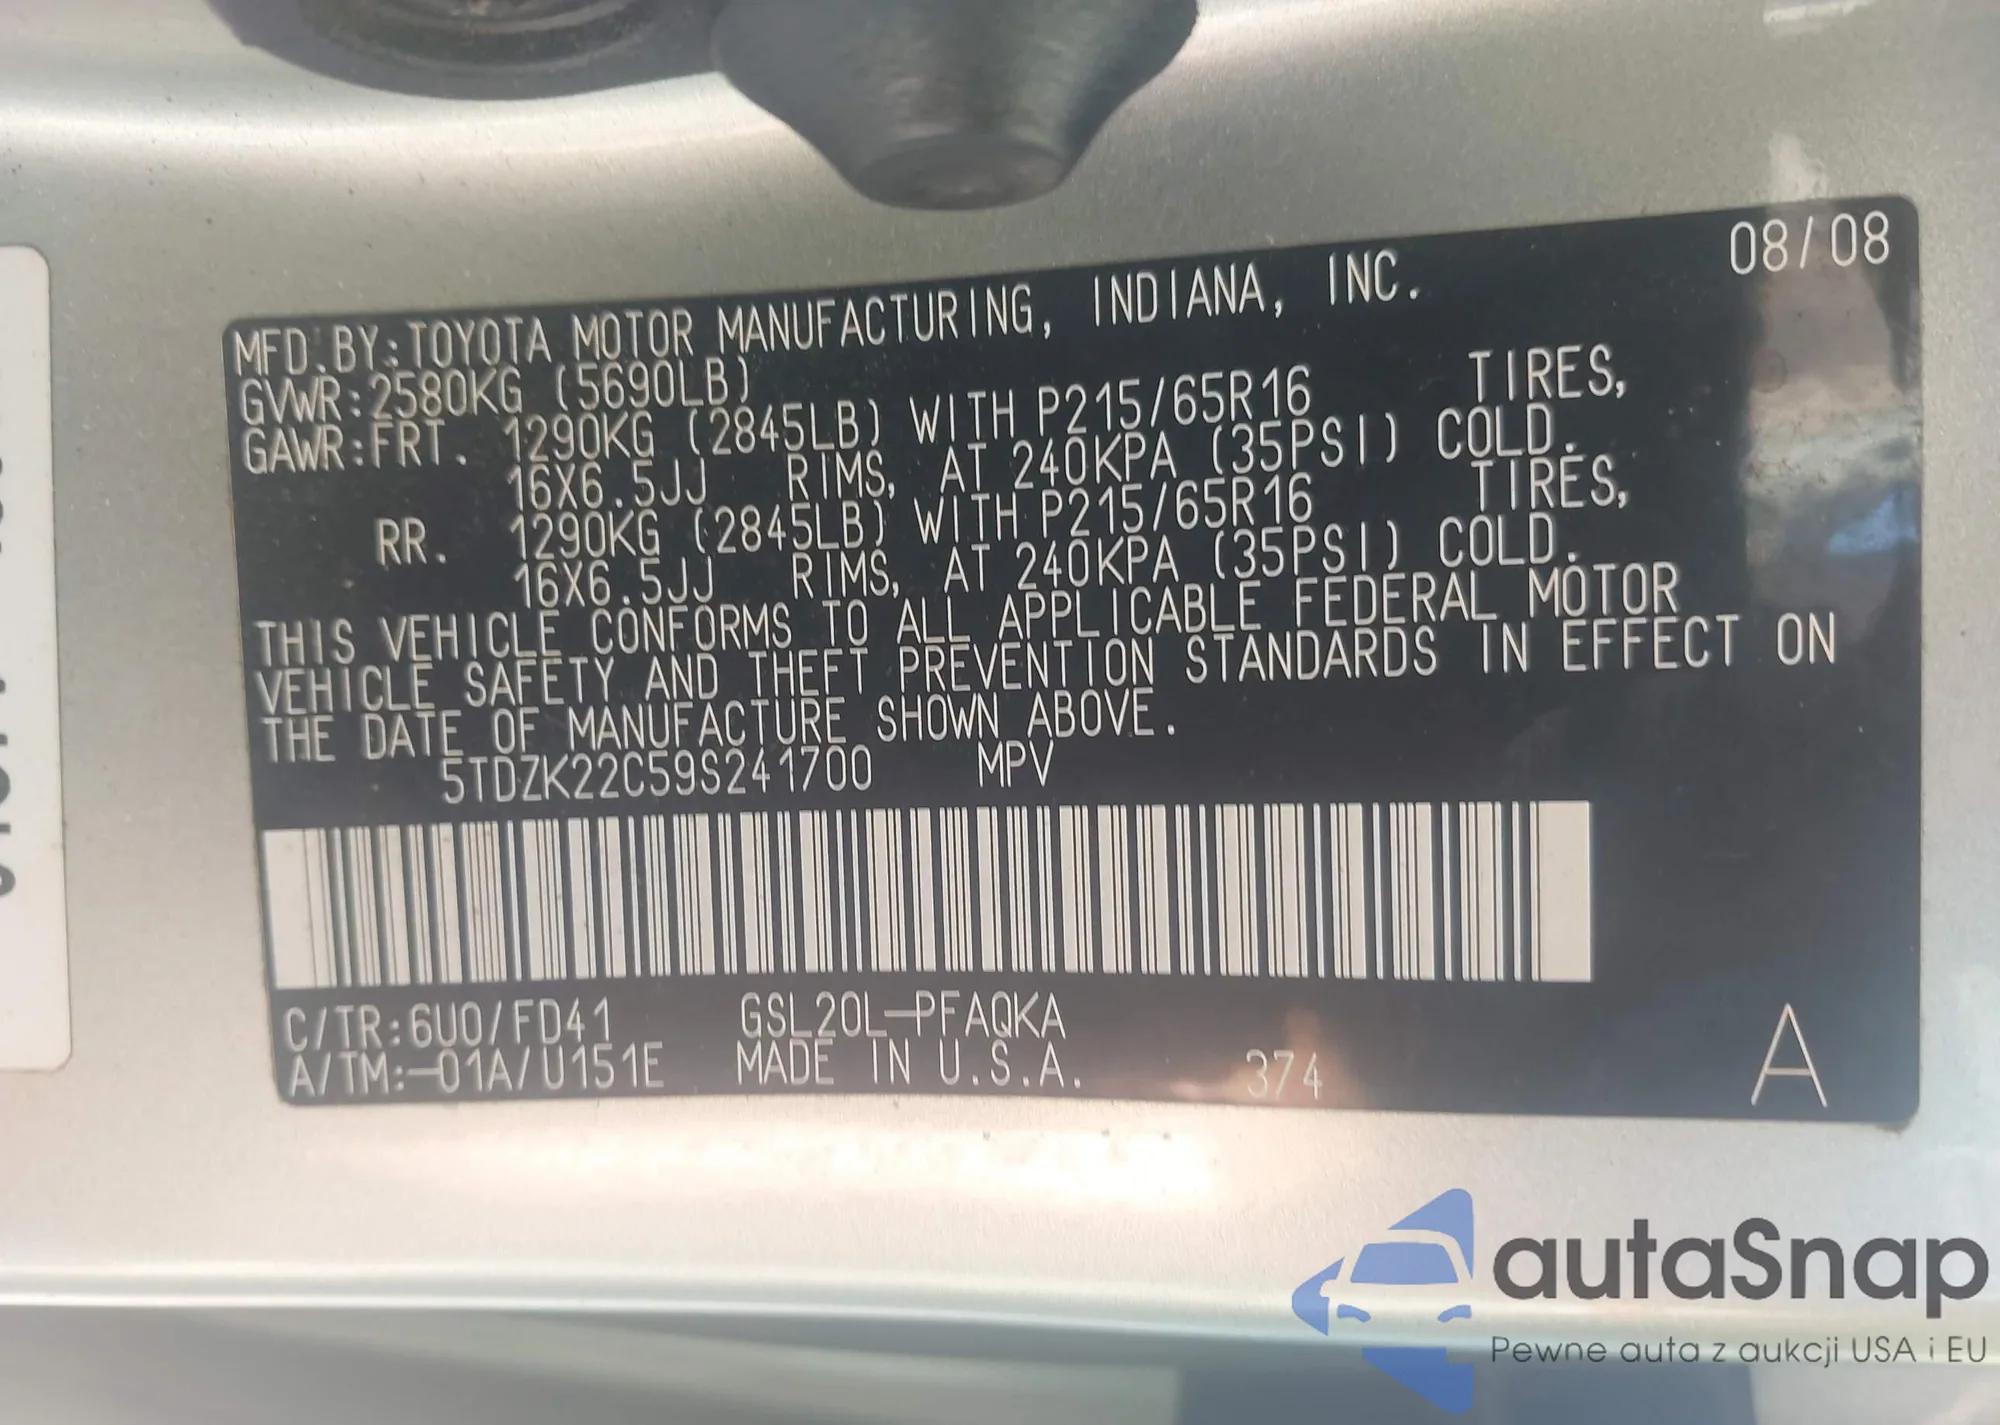 08/08
MFD.BY:TOYOTA MOTOR MANUFACTURING, INDIANA, INC.
GVWR:2580KG (5690LB)
GAWR:FRT. 1290KG (2845LB) WITH P215/65R16 TIRES,
16X6.5JJ RIMS, AT 240KPA (35PSI) COLD.
RR. 1290KG (2845LB) WITH P215/65R16 TIRES,
16X6.5JJ RIMS, AT 240KPA (35PSI) COLD.
THIS VEHICLE CONFORMS TO ALL APPLICABLE FEDERAL MOTOR
VEHICLE SAFETY AND THEFT PREVENTION STANDARDS IN EFFECT ON
THE DATE OF MANUFACTURE SHOWN ABOVE.
5TDZK22C59S241700 MPV
C/TR:6U0/FD41 GSL20L-PFAQKA
A/TM:-01A/U151E MADE IN U.S.A. 374 A
autaSnap
Pewne auta z aukcji USA i EU